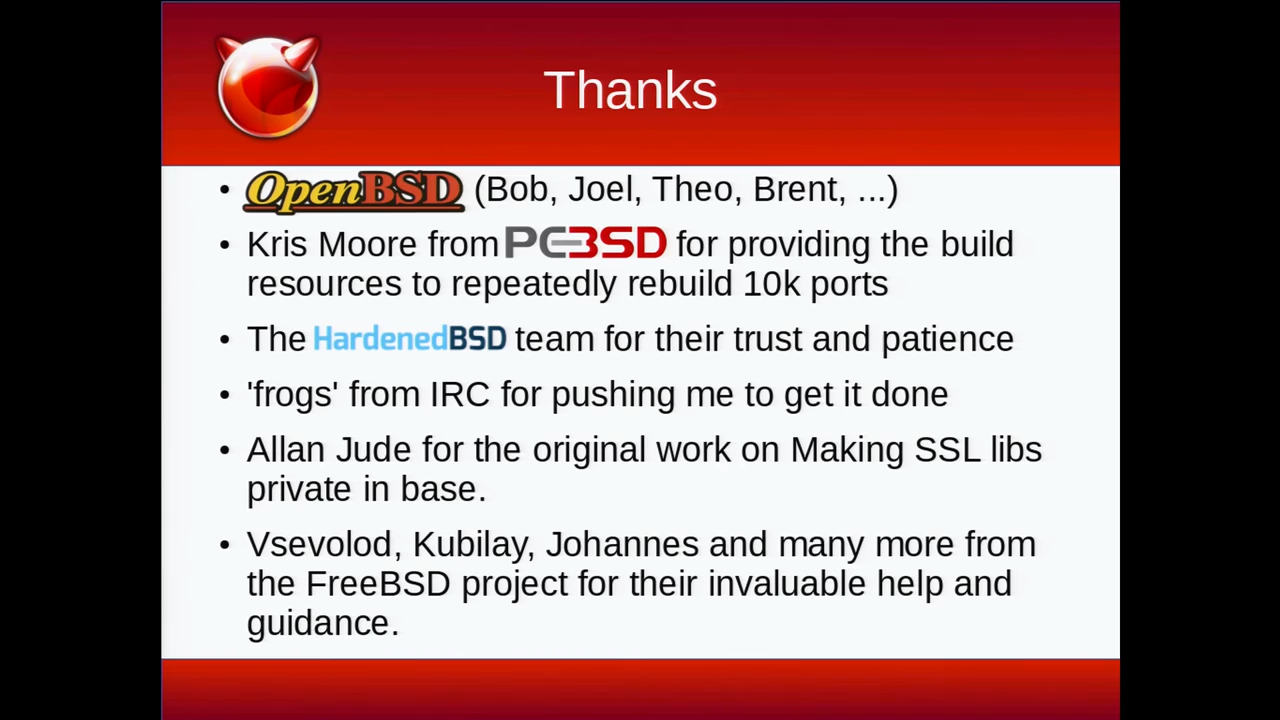 Thanks
• OpenBSD (Bob, Joel, Theo, Brent, ...)
• Kris Moore from PCBSD for providing the build
resources to repeatedly rebuild 10k ports
• The HardenedBSD team for their trust and patience
• 'frogs' from IRC for pushing me to get it done
• Allan Jude for the original work on Making SSL libs
private in base.
• Vsevolod, Kubilay, Johannes and many more from
the FreeBSD project for their invaluable help and
guidance.